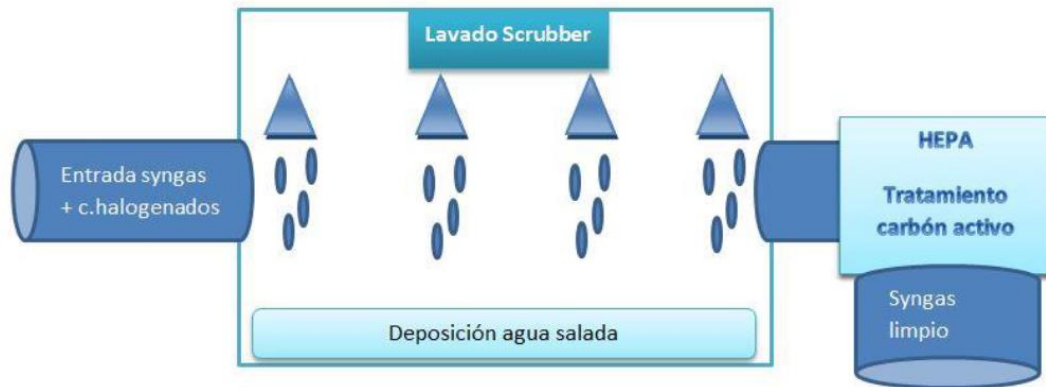 Lavado Scrubber
Entrada syngas
+ c.halogenados
HEPA
Tratamiento
carbón activo
Deposición agua salada
Syngas
limpio